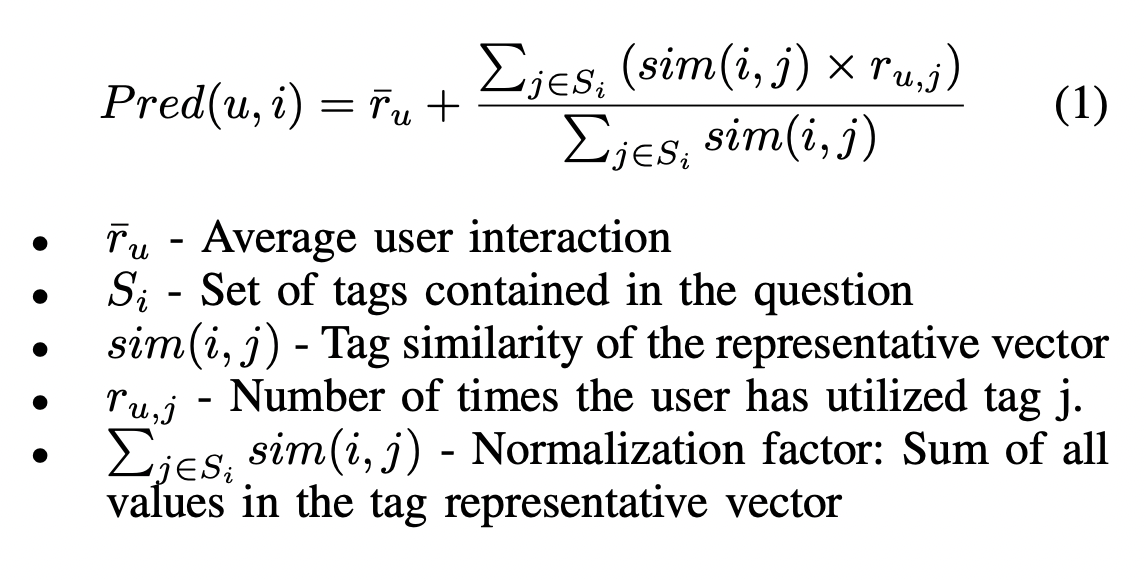 Pred(u, i) = r̄_u + \frac{∑_{j∈S_i} (sim(i, j) × r_{u,j})}{∑_{j∈S_i} sim(i, j)} (1)
• r̄_u - Average user interaction
• S_i - Set of tags contained in the question
• sim(i, j) - Tag similarity of the representative vector
• r_{u,j} - Number of times the user has utilized tag j.
• ∑_{j∈S_i} sim(i, j) - Normalization factor: Sum of all
values in the tag representative vector